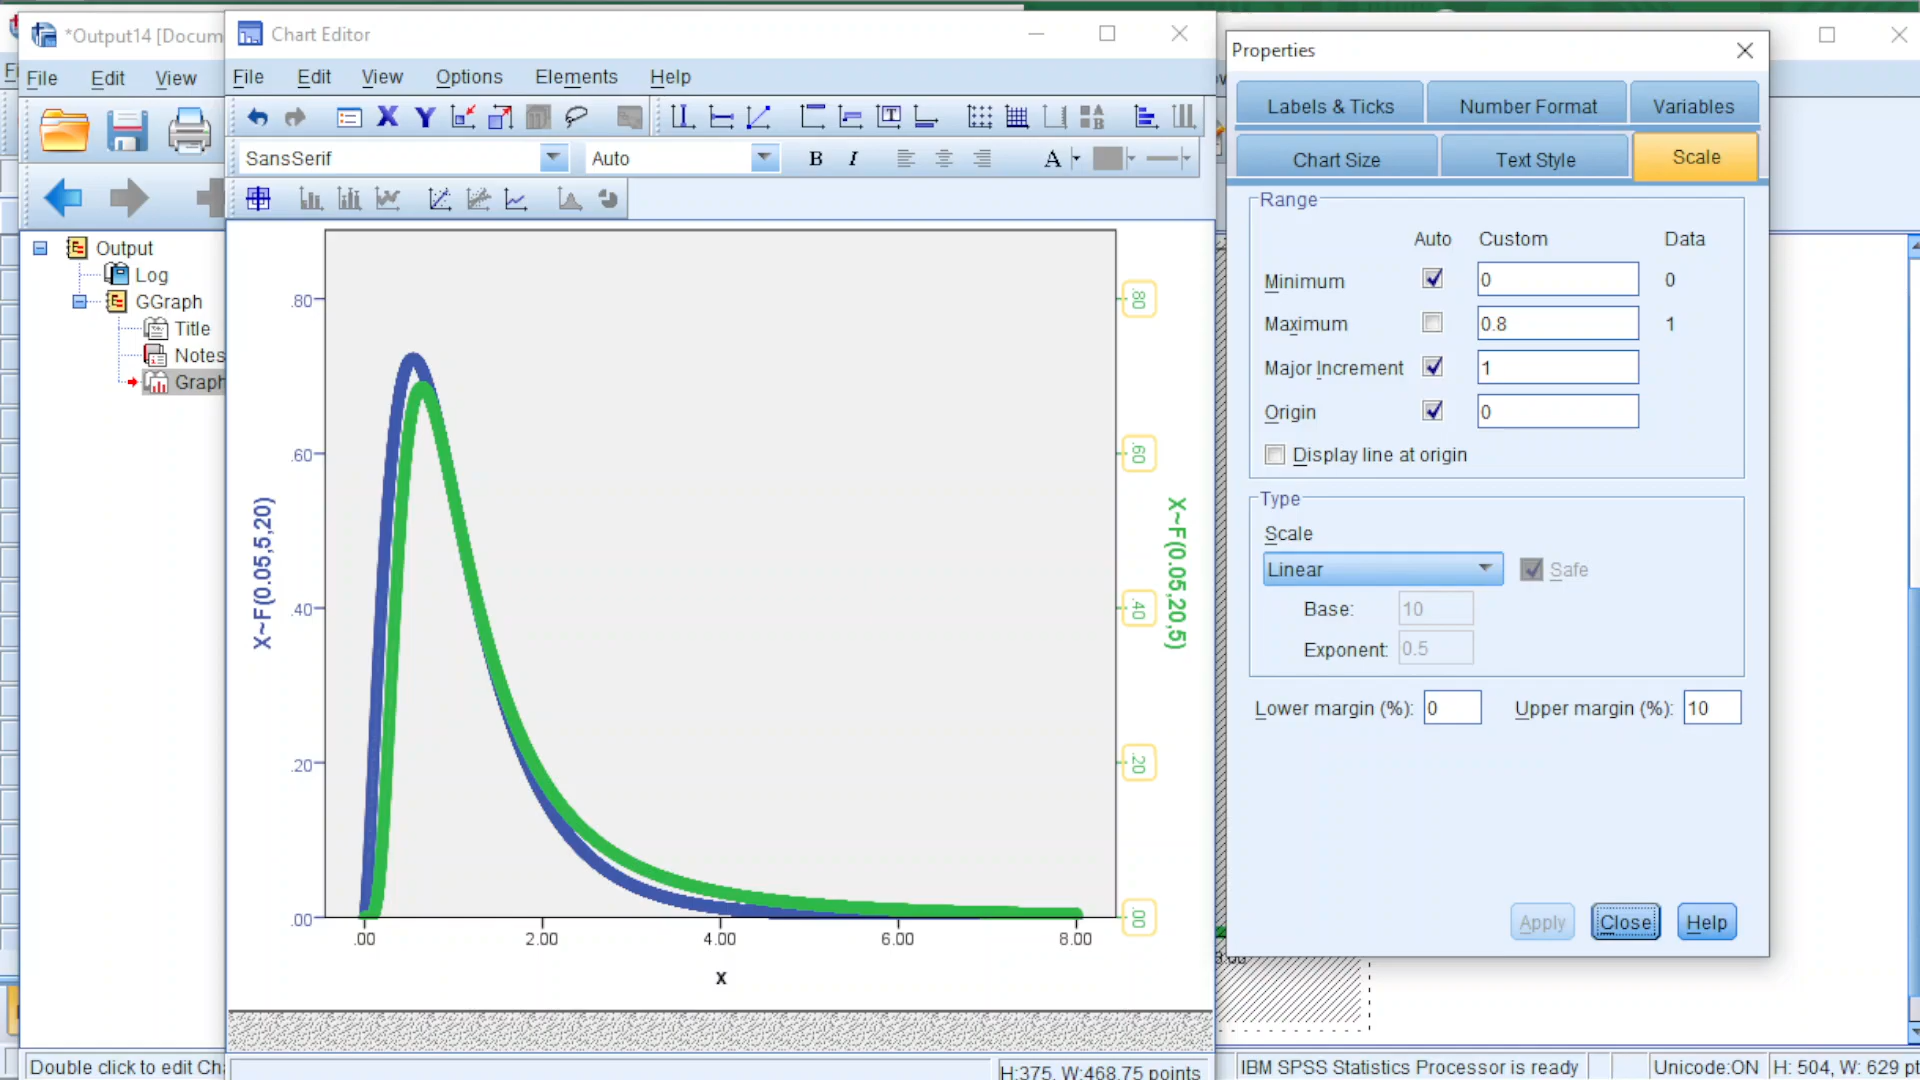 *Output14 [Docum
File Edit View
Output
Log
GGraph
Title
Notes
Graph
Chart Editor
File Edit View Options Elements Help
SansSerif Auto B I A
.80
.60
.40
.20
.00
X~F(0.05,5,20)
.80
.60
.40
.20
.00
X~F(0.05,20,5)
.00 2.00 4.00 6.00 8.00
x
Properties
Labels & Ticks Number Format Variables
Chart Size Text Style Scale
Range
Auto Custom Data
Minimum 0 0
Maximum 0.8 1
Major Increment 1
Origin 0
Display line at origin
Type
Scale
Linear Safe
Base: 10
Exponent: 0.5
Lower margin (%): 0 Upper margin (%): 10
Apply Close Help
Double click to edit Cha
H:375, W:468.75 points
IBM SPSS Statistics Processor is ready Unicode:ON H: 504, W: 629 pt